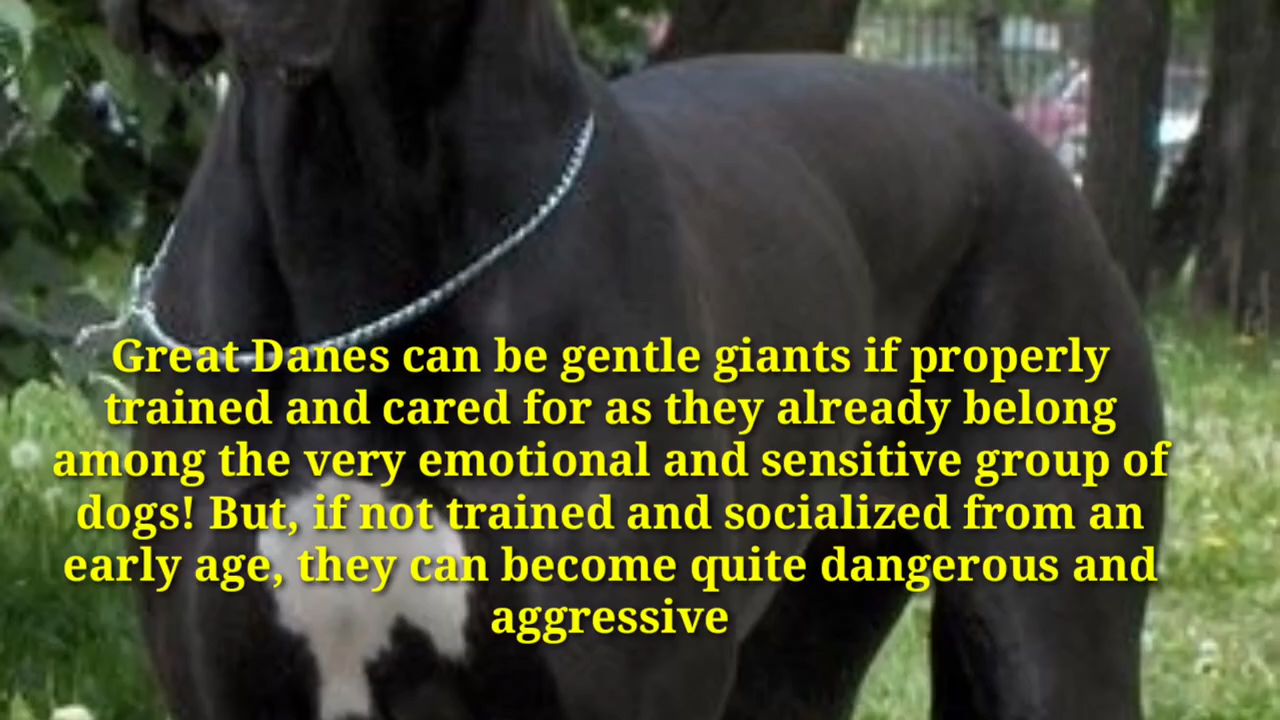 Great Danes can be gentle giants if properly
trained and cared for as they already belong
among the very emotional and sensitive group of
dogs! But, if not trained and socialized from an
early age, they can become quite dangerous and
aggressive